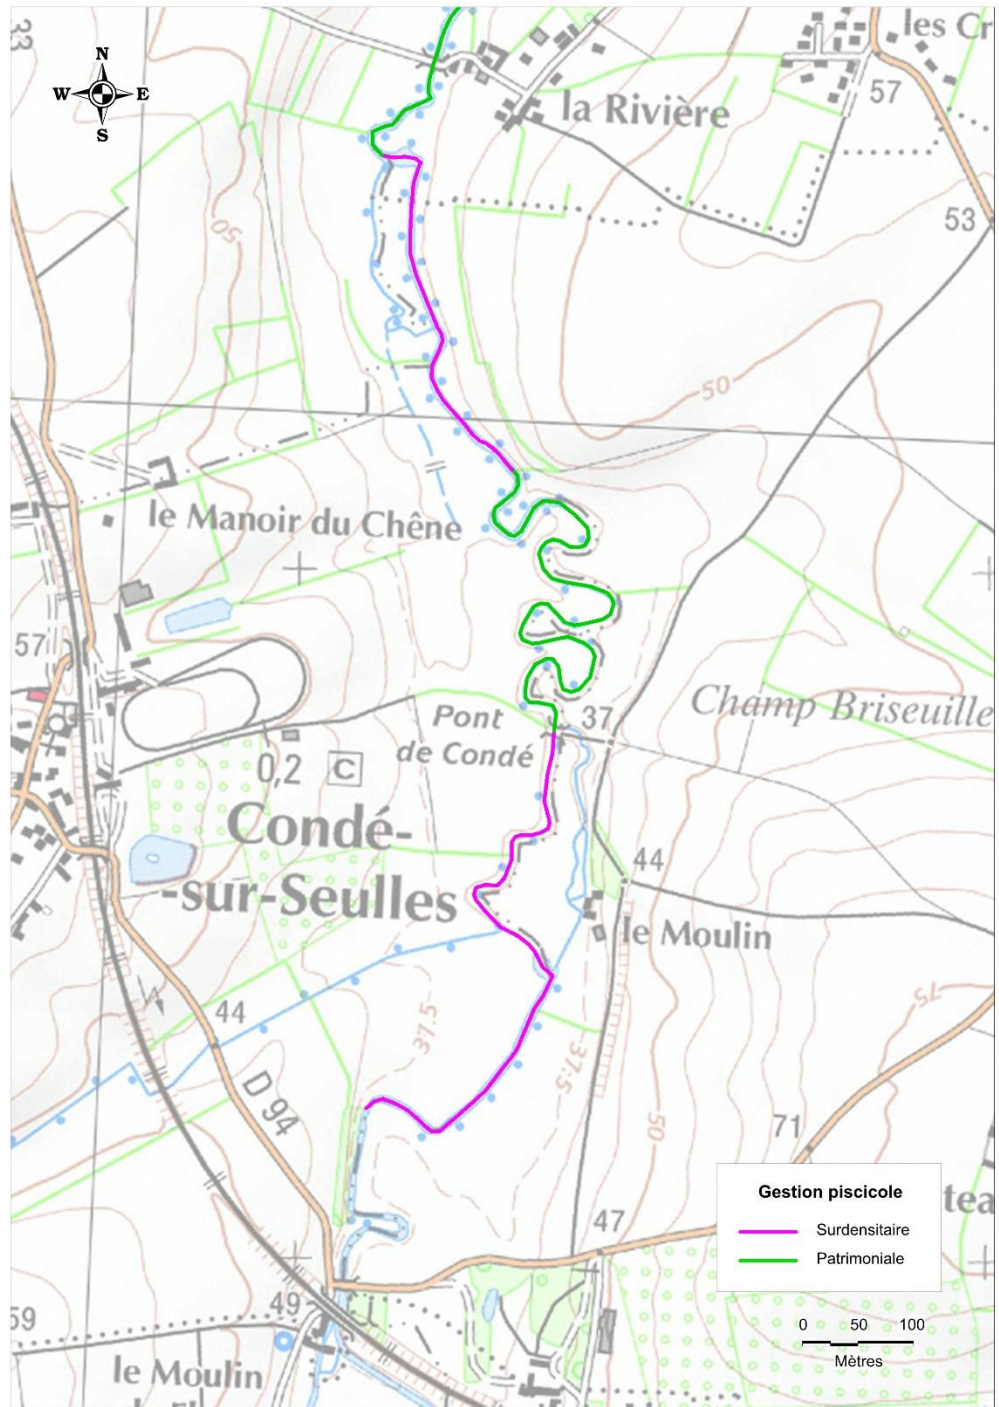 33
les Cr
N
W E
S
57
la Rivière
53
50
50
le Manoir du Chêne
57
Pont
de Condé
37
Champ Briseuille
0,2
C
Condé-
-sur-Seulles
44
le Moulin
75
44
37.5
37.5
D 94
50
71
Gestion piscicole
Surdensitaire
Patrimoniale
tea
47
49
59
0 50 100
Mètres
le Moulin